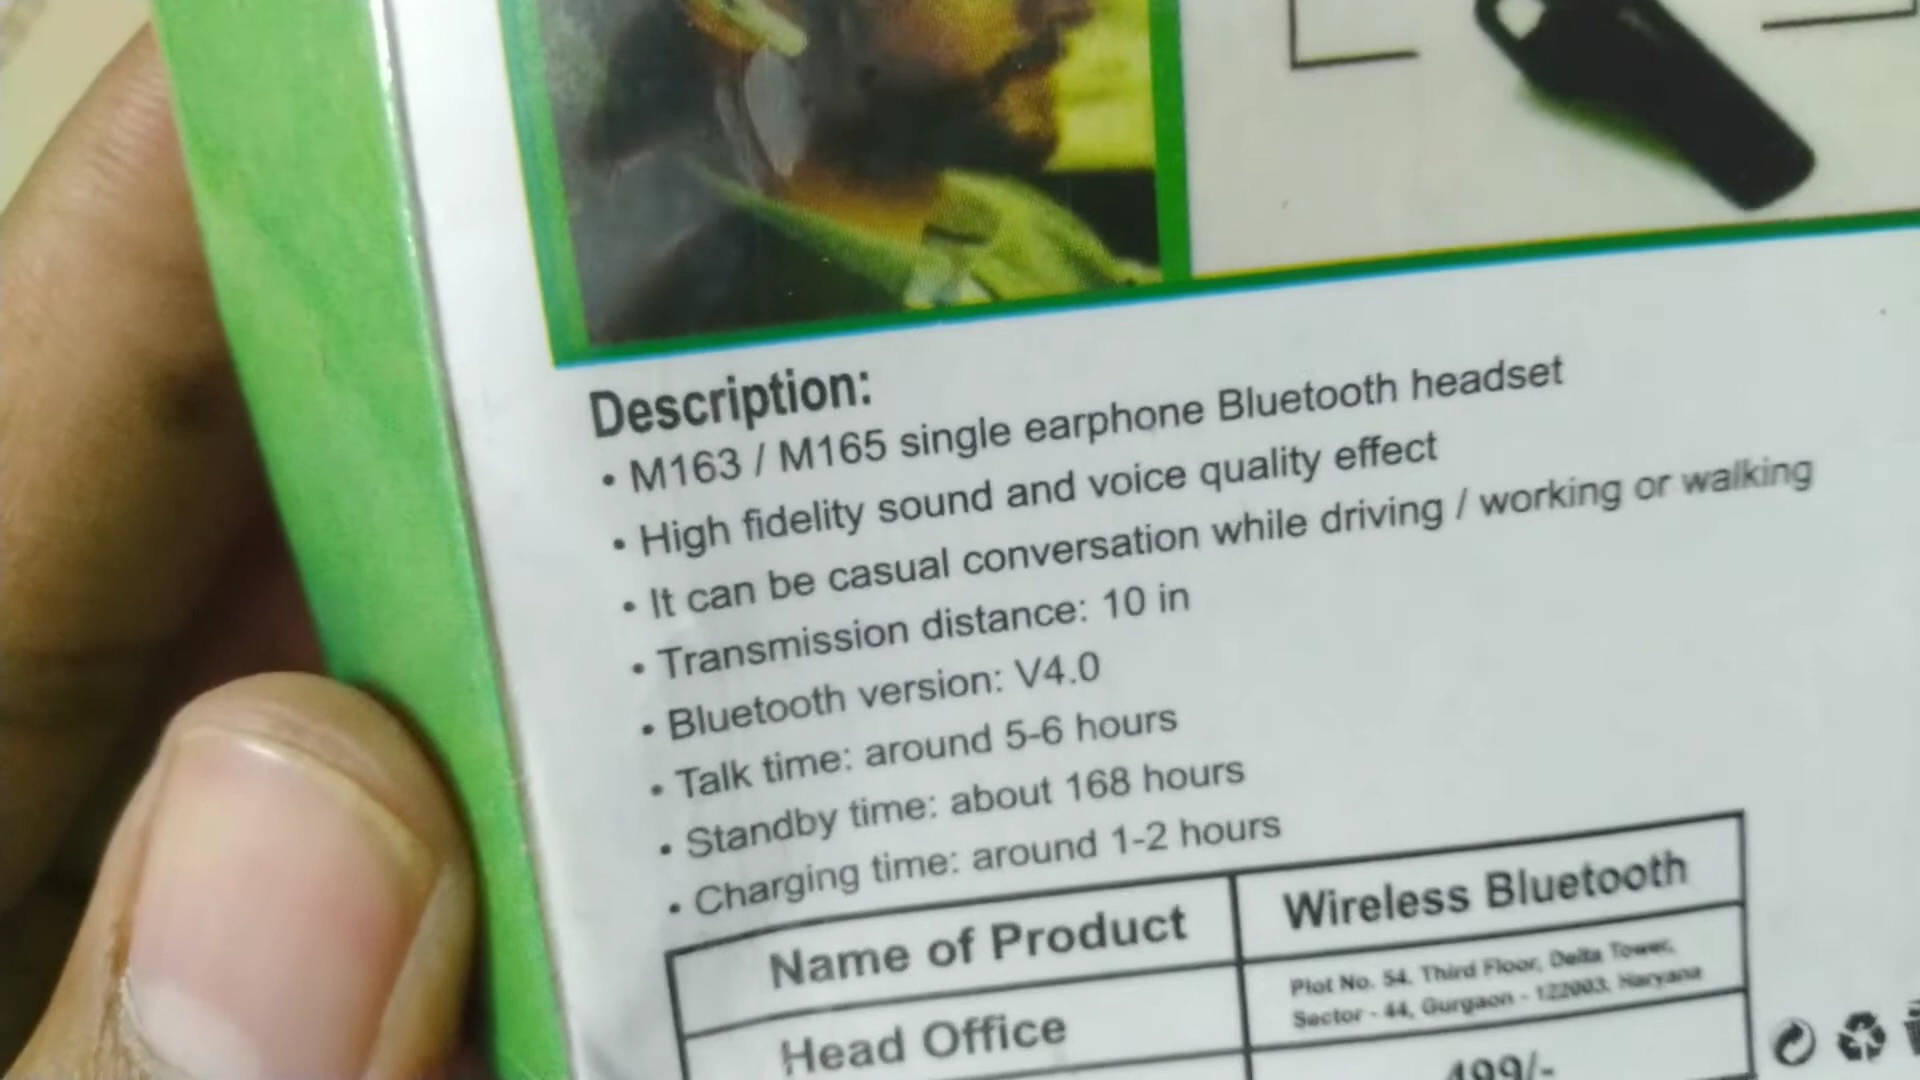 Description:
• M163 / M165 single earphone Bluetooth headset
• High fidelity sound and voice quality effect
• It can be casual conversation while driving / working or walking
• Transmission distance: 10 in
• Bluetooth version: V4.0
• Talk time: around 5-6 hours
• Standby time: about 168 hours
• Charging time: around 1-2 hours
Name of Product
Wireless Bluetooth
Head Office
Plot No. 54, Third Floor, Delta Tower,
Sector - 44, Gurgaon - 122003, Haryana
499/-